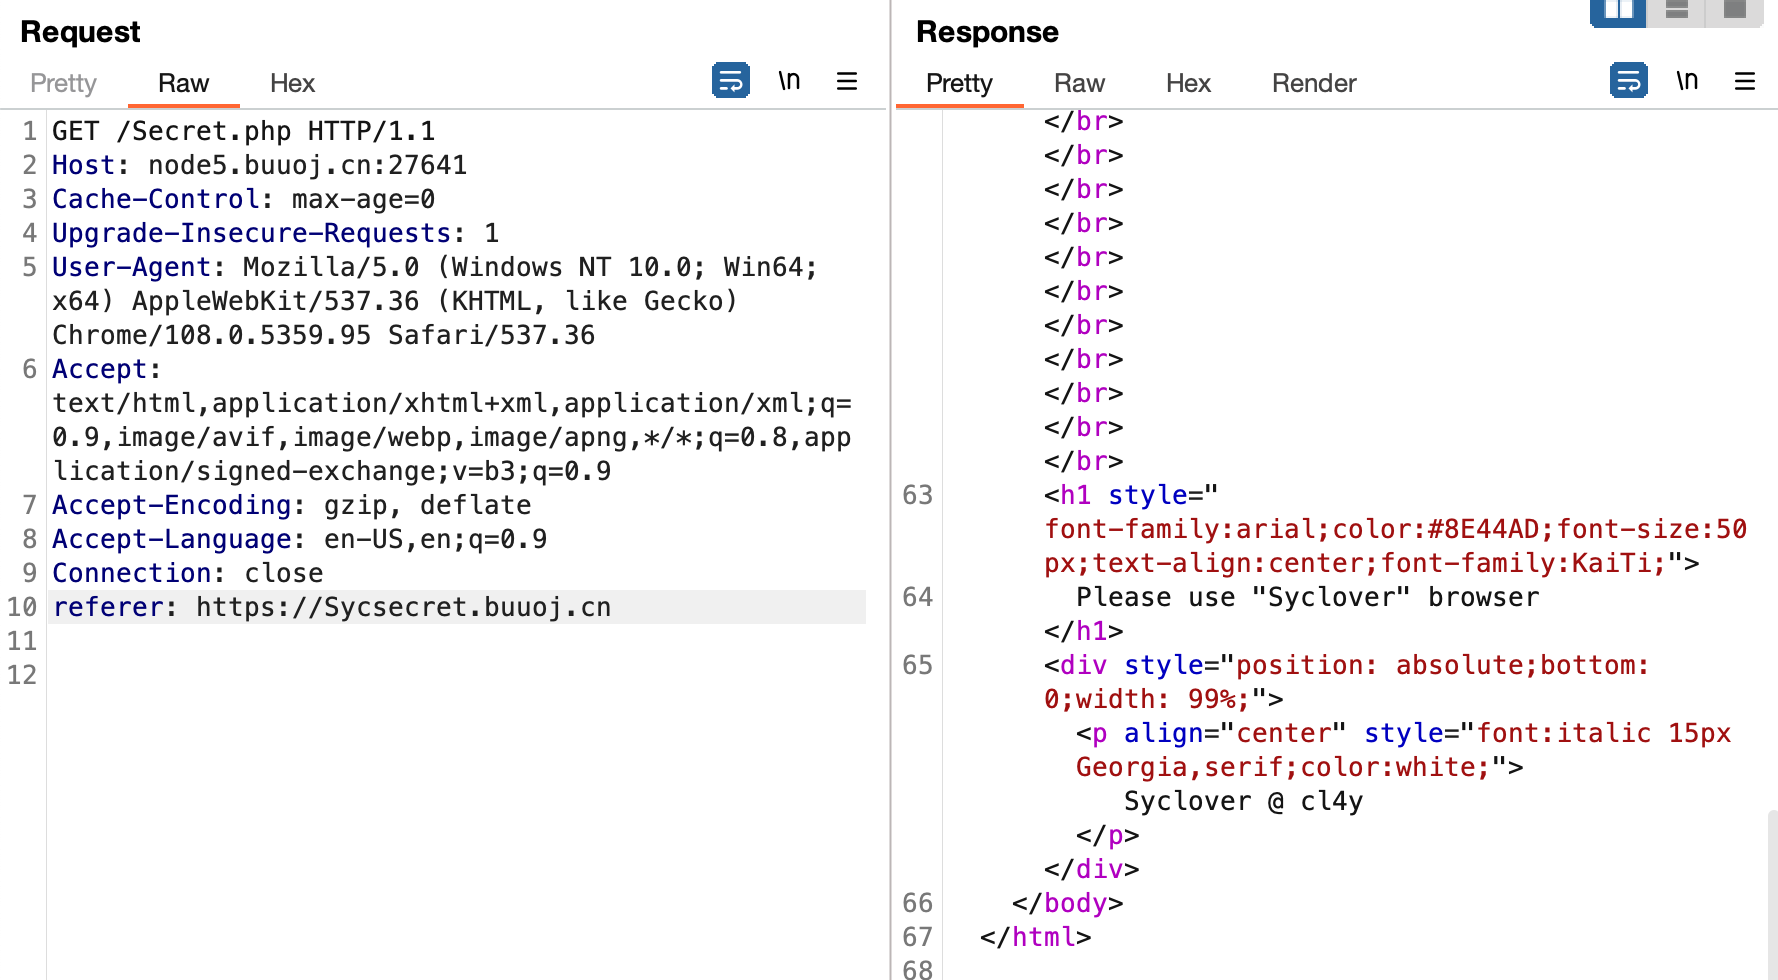 Request
Pretty Raw Hex \n
1 GET /Secret.php HTTP/1.1
2 Host: node5.buuoj.cn:27641
3 Cache-Control: max-age=0
4 Upgrade-Insecure-Requests: 1
5 User-Agent: Mozilla/5.0 (Windows NT 10.0; Win64;
x64) AppleWebKit/537.36 (KHTML, like Gecko)
Chrome/108.0.5359.95 Safari/537.36
6 Accept:
text/html,application/xhtml+xml,application/xml;q=
0.9,image/avif,image/webp,image/apng,*/*;q=0.8,app
lication/signed-exchange;v=b3;q=0.9
7 Accept-Encoding: gzip, deflate
8 Accept-Language: en-US,en;q=0.9
9 Connection: close
10 referer: https://Sycsecret.buuoj.cn
11
12
Response
Pretty Raw Hex Render \n
</br>
</br>
</br>
</br>
</br>
</br>
</br>
</br>
</br>
</br>
</br>
63 <h1 style="
font-family:arial;color:#8E44AD;font-size:50
px;text-align:center;font-family:KaiTi;">
64 Please use "Syclover" browser
</h1>
65 <div style="position: absolute;bottom:
0;width: 99%;">
<p align="center" style="font:italic 15px
Georgia,serif;color:white;">
Syclover @ cl4y
</p>
</div>
66 </body>
67 </html>
68